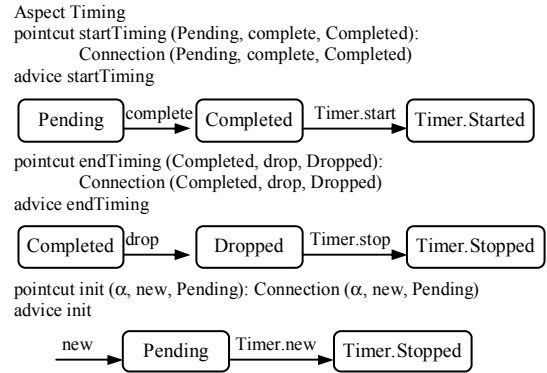 Aspect Timing
pointcut startTiming (Pending, complete, Completed):
Connection (Pending, complete, Completed)
advice startTiming
Pending complete Completed Timer.start Timer.Started
pointcut endTiming (Completed, drop, Dropped):
Connection (Completed, drop, Dropped)
advice endTiming
Completed drop Dropped Timer.stop Timer.Stopped
pointcut init (α, new, Pending): Connection (α, new, Pending)
advice init
new Pending Timer.new Timer.Stopped